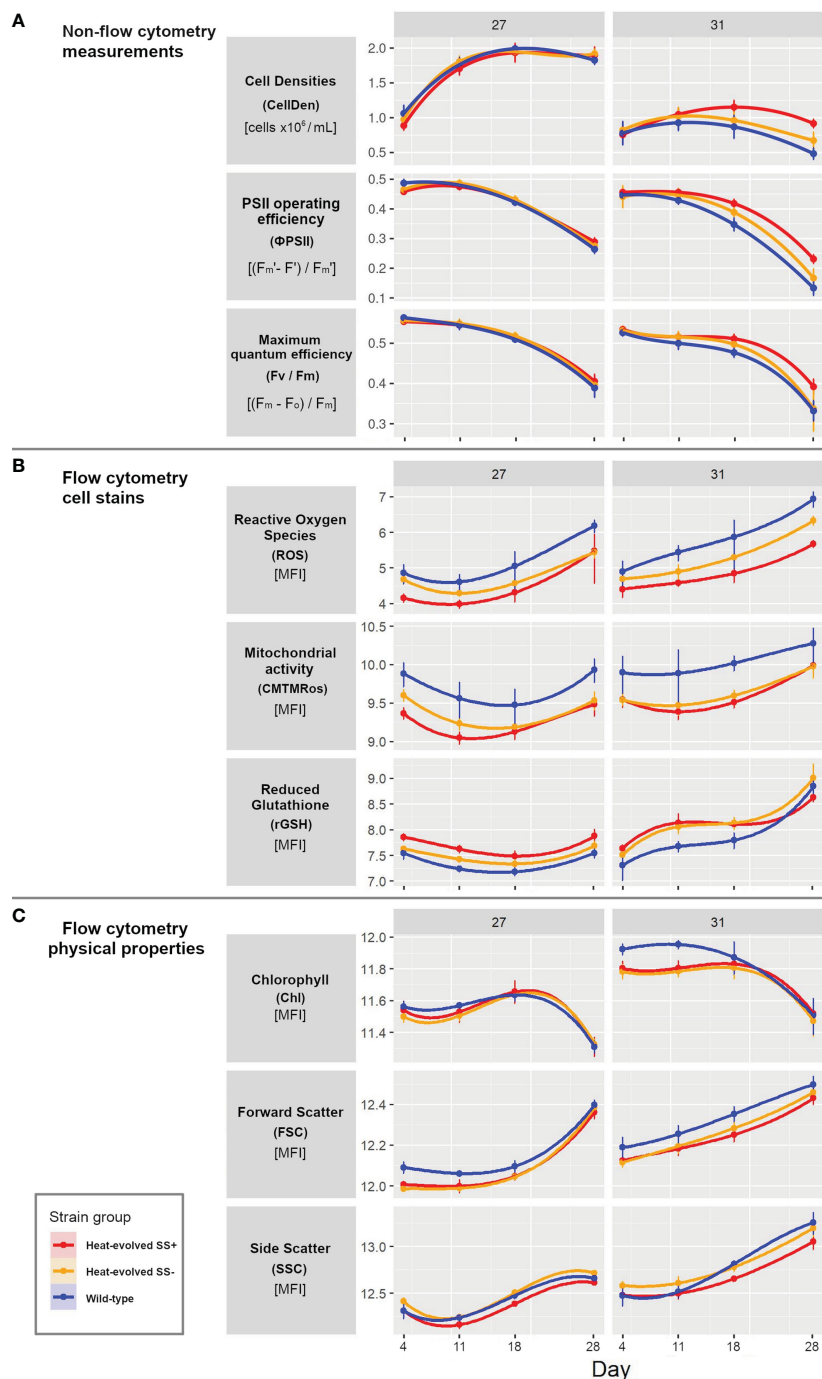 A
Non-flow cytometry
measurements
27
31
Cell Densities
(CellDen)
[cells x10⁶/mL]
2.0
1.5
1.0
0.5
PSII operating
efficiency
(ΦPSII)
[(Fm'- F') / Fm']
0.5
0.4
0.3
0.2
0.1
Maximum
quantum efficiency
(Fv / Fm)
[(Fm - Fo) / Fm]
0.5
0.4
0.3
B
Flow cytometry
cell stains
27
31
Reactive Oxygen
Species
(ROS)
[MFI]
7
6
5
4
Mitochondrial
activity
(CMTMRos)
[MFI]
10.5
10.0
9.5
9.0
Reduced
Glutathione
(rGSH)
[MFI]
9.0
8.5
8.0
7.5
7.0
C
Flow cytometry
physical properties
27
31
Chlorophyll
(Chl)
[MFI]
12.0
11.8
11.6
11.4
Forward Scatter
(FSC)
[MFI]
12.4
12.2
12.0
Side Scatter
(SSC)
[MFI]
13.0
12.5
4 11 18 28 4 11 18 28
Day
Strain group
Heat-evolved SS+
Heat-evolved SS-
Wild-type